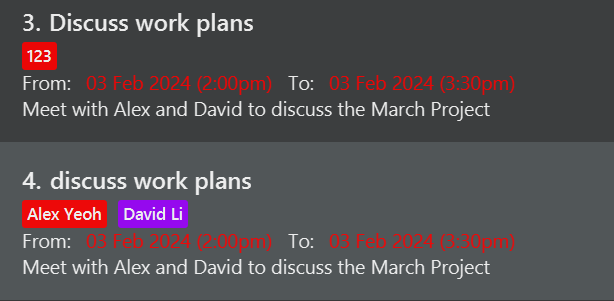 3. Discuss work plans
123
From: 03 Feb 2024 (2:00pm) To: 03 Feb 2024 (3:30pm)
Meet with Alex and David to discuss the March Project
4. discuss work plans
Alex Yeoh David Li
From: 03 Feb 2024 (2:00pm) To: 03 Feb 2024 (3:30pm)
Meet with Alex and David to discuss the March Project